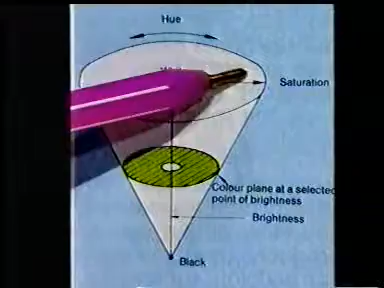 Hue
Saturation
Colour plane at a selected
point of brightness
Brightness
Black